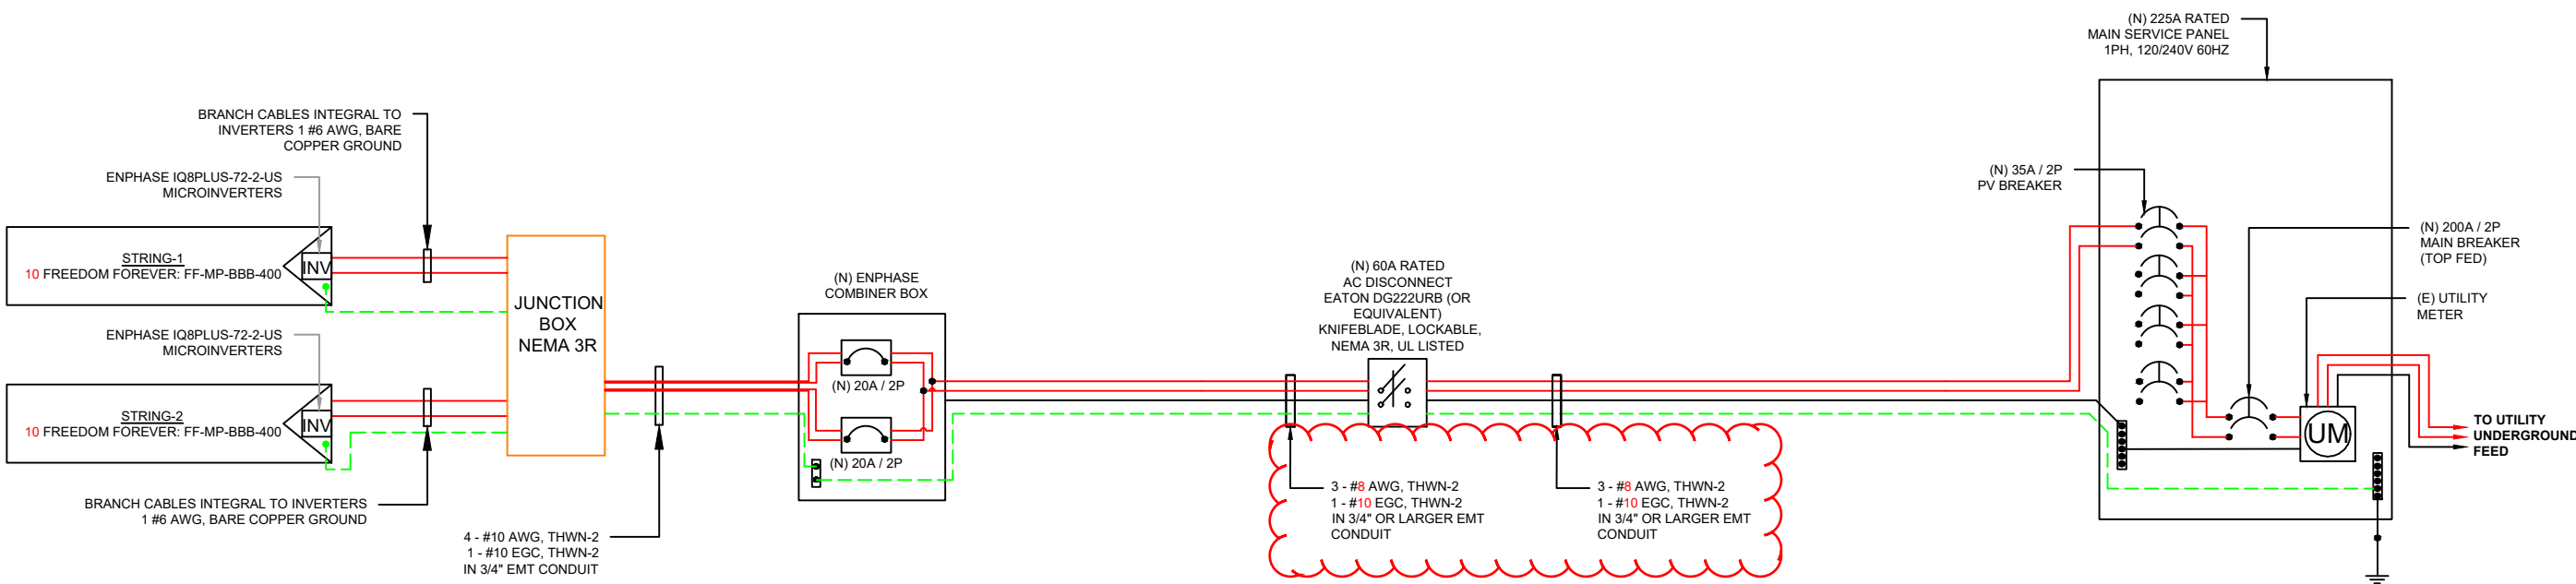 (N) 225A RATED
MAIN SERVICE PANEL
1PH, 120/240V 60HZ
BRANCH CABLES INTEGRAL TO
INVERTERS 1 #6 AWG, BARE
COPPER GROUND
ENPHASE IQ8PLUS-72-2-US
MICROINVERTERS
STRING-1
10 FREEDOM FOREVER: FF-MP-BBB-400
INV
ENPHASE IQ8PLUS-72-2-US
MICROINVERTERS
STRING-2
10 FREEDOM FOREVER: FF-MP-BBB-400
INV
BRANCH CABLES INTEGRAL TO INVERTERS
1 #6 AWG, BARE COPPER GROUND
JUNCTION
BOX
NEMA 3R
4 - #10 AWG, THWN-2
1 - #10 EGC, THWN-2
IN 3/4" EMT CONDUIT
(N) ENPHASE
COMBINER BOX
(N) 20A / 2P
(N) 20A / 2P
(N) 60A RATED
AC DISCONNECT
EATON DG222URB (OR
EQUIVALENT)
KNIFEBLADE, LOCKABLE,
NEMA 3R, UL LISTED
3 - #8 AWG, THWN-2
1 - #10 EGC, THWN-2
IN 3/4" OR LARGER EMT
CONDUIT
3 - #8 AWG, THWN-2
1 - #10 EGC, THWN-2
IN 3/4" OR LARGER EMT
CONDUIT
(N) 35A / 2P
PV BREAKER
(N) 200A / 2P
MAIN BREAKER
(TOP FED)
(E) UTILITY
METER
UM
TO UTILITY
UNDERGROUND
FEED